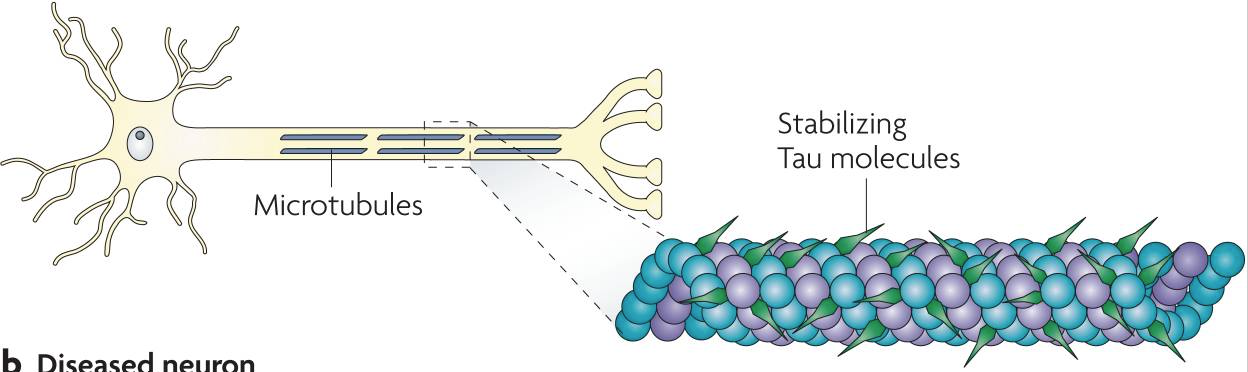 Stabilizing
Tau molecules
Microtubules
b Diseased neuron